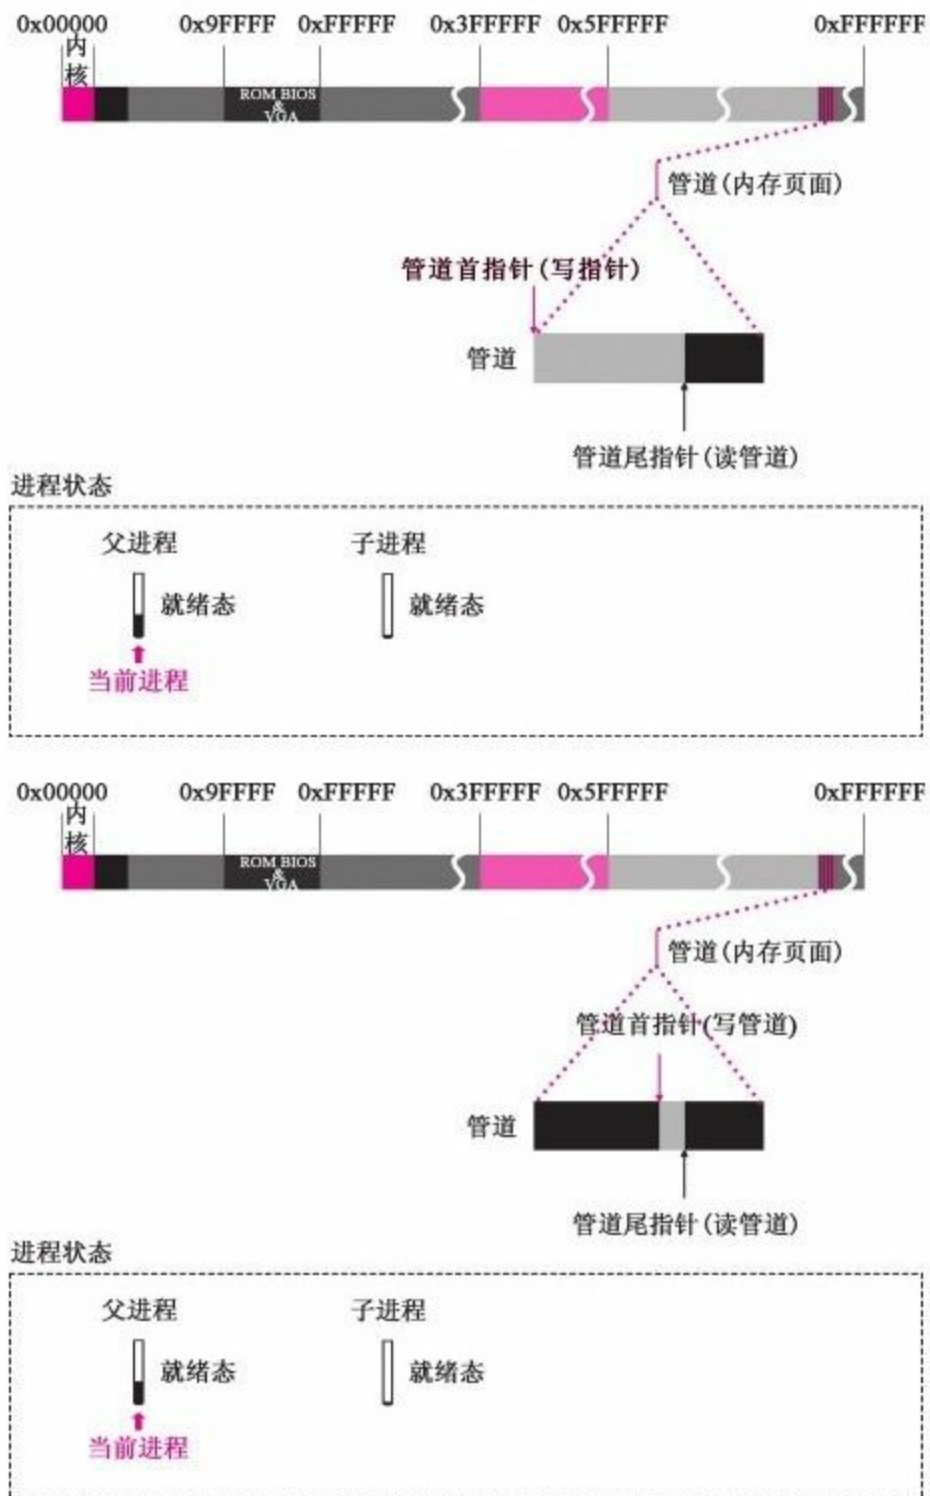 0x00000 0x9FFFF 0xFFFFF 0x3FFFFF 0x5FFFFF 0xFFFFFF
内
核
ROM BIOS
&
VGA
管道(内存页面)
管道首指针(写指针)
管道
管道尾指针(读管道)
进程状态
父进程 子进程
就绪态 就绪态
当前进程
0x00000 0x9FFFF 0xFFFFF 0x3FFFFF 0x5FFFFF 0xFFFFFF
内
核
ROM BIOS
&
VGA
管道(内存页面)
管道首指针(写管道)
管道
管道尾指针(读管道)
进程状态
父进程 子进程
就绪态 就绪态
当前进程